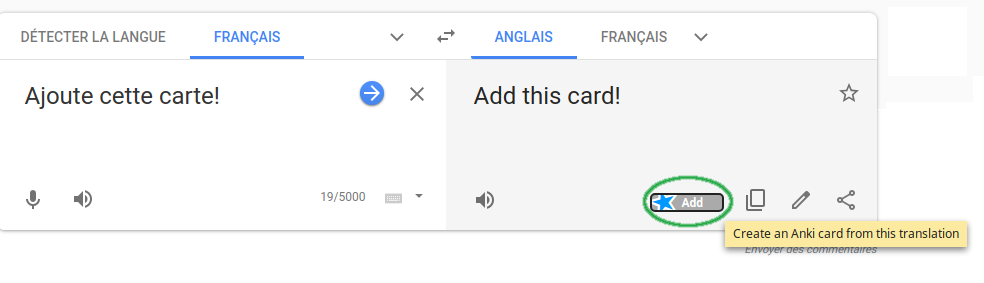 DÉTECTER LA LANGUE FRANÇAIS ANGLAIS FRANÇAIS
Ajoute cette carte!
Add this card!
19/5000
Add
Create an Anki card from this translation
Envoyer des commentaires